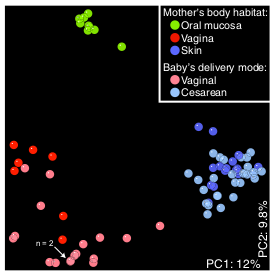 Mother's body habitat:
Oral mucosa
Vagina
Skin
Baby's delivery mode:
Vaginal
Cesarean
n = 2
PC1: 12%
PC2: 9.8%